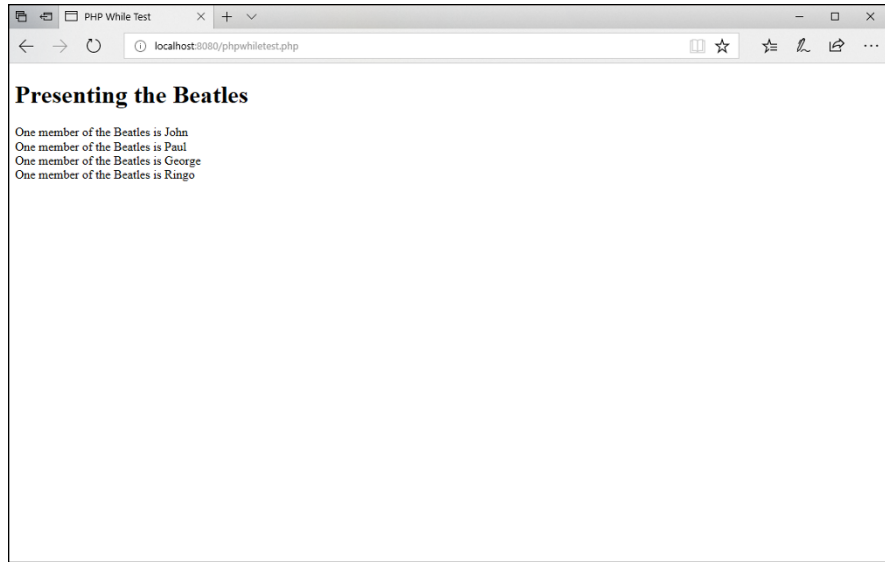 PHP While Test
localhost:8080/phpwhiletest.php
Presenting the Beatles
One member of the Beatles is John
One member of the Beatles is Paul
One member of the Beatles is George
One member of the Beatles is Ringo